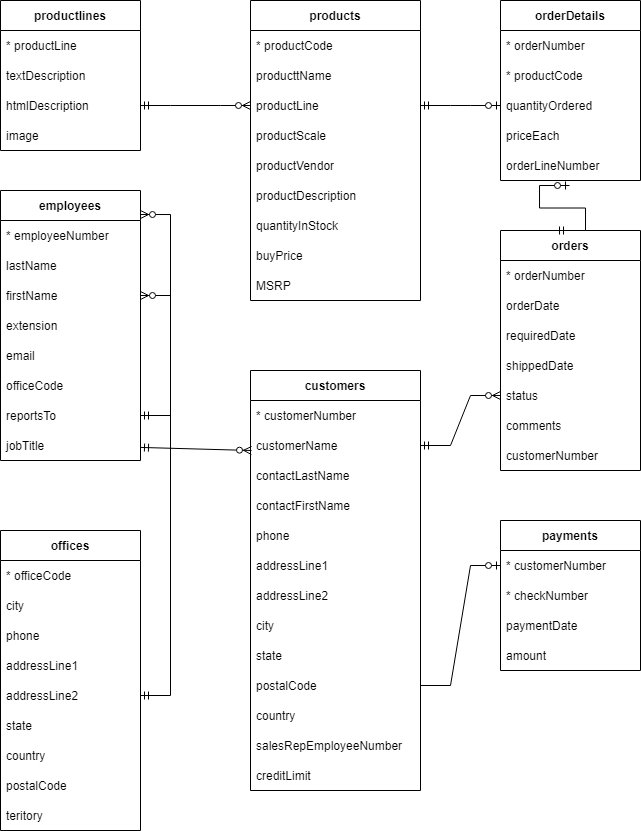 productlines
* productLine
textDescription
htmlDescription
image
products
* productCode
producttName
productLine
productScale
productVendor
productDescription
quantityInStock
buyPrice
MSRP
orderDetails
* orderNumber
* productCode
quantityOrdered
priceEach
orderLineNumber
employees
* employeeNumber
lastName
firstName
extension
email
officeCode
reportsTo
jobTitle
orders
* orderNumber
orderDate
requiredDate
shippedDate
status
comments
customerNumber
customers
* customerNumber
customerName
contactLastName
contactFirstName
phone
addressLine1
addressLine2
city
state
postalCode
country
salesRepEmployeeNumber
creditLimit
offices
* officeCode
city
phone
addressLine1
addressLine2
state
country
postalCode
teritory
payments
* customerNumber
* checkNumber
paymentDate
amount